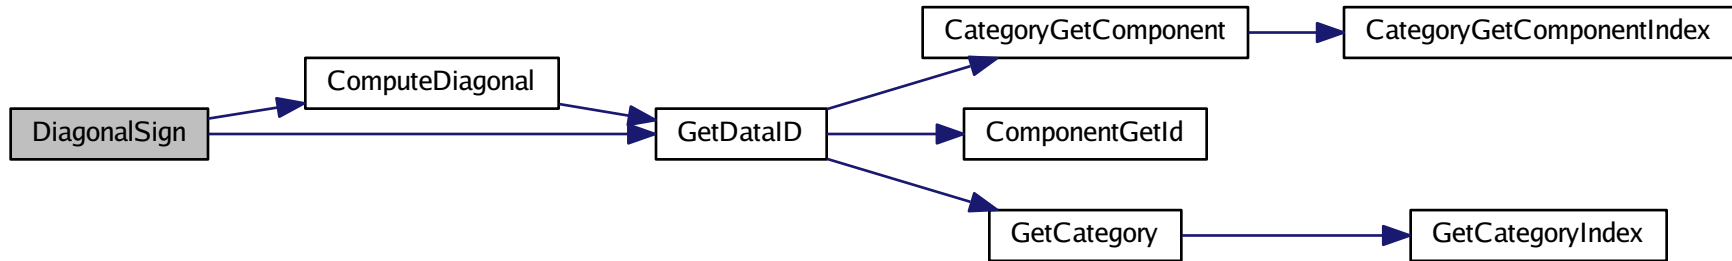 CategoryGetComponent
CategoryGetComponentIndex
ComputeDiagonal
DiagonalSign
GetDataID
ComponentGetId
GetCategory
GetCategoryIndex